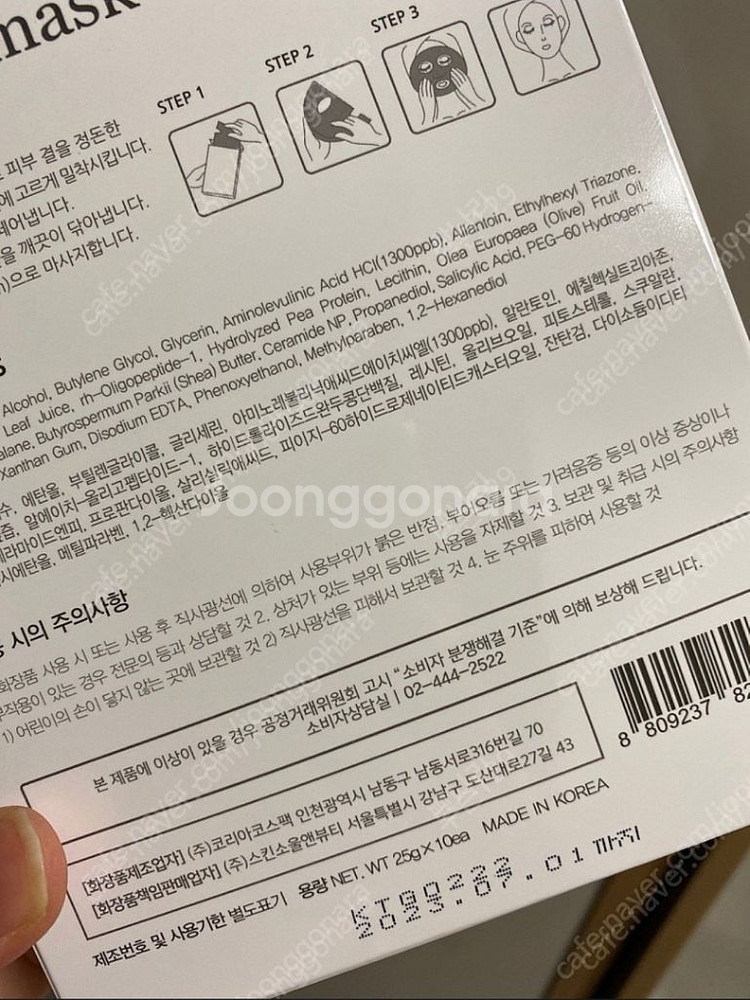 mask
STEP 1
STEP 2
STEP 3
피부 결을 정돈한
에 고르게 밀착시킵니다.
떼어냅니다.
을 깨끗이 닦아냅니다.
)으로 마사지합니다.
Alcohol, Butylene Glycol, Glycerin, Aminolevulinic Acid HCl(1300ppb), Allantoin, Ethylhexyl Triazone,
Leaf Juice, rh-Oligopeptide-1, Hydrolyzed Pea Protein, Lecithin, Olea Europaea (Olive) Fruit Oil,
alane, Butyrospermum Parkii (Shea) Butter, Ceramide NP, Propanediol, Salicylic Acid, PEG-60 Hydrogen-
Xanthan Gum, Disodium EDTA, Phenoxyethanol, Methylparaben, 1,2-Hexanediol
수, 에탄올, 부틸렌글라이콜, 글리세린, 아미노레불리닉애씨드에이치씨엘(1300ppb), 알란토인, 에칠헥실트리아존,
즙, 알에이치-올리고펩타이드-1, 하이드롤라이즈드완두콩단백질, 레시틴, 올리브오일, 피토스테롤, 스쿠알란,
세라마이드엔피, 프로판다이올, 살리실릭애씨드, 피이지-60하이드로제네이티드캐스터오일, 잔탄검, 다이소듐이디티
시에탄올, 메틸파라벤, 1,2-헥산다이올
시의 주의사항
화장품 사용 시 또는 사용 후 직사광선에 의하여 사용부위가 붉은 반점, 부어오름 또는 가려움증 등의 이상 증상이나
부작용이 있는 경우 전문의 등과 상담할 것 2. 상처가 있는 부위 등에는 사용을 자제할 것 3. 보관 및 취급 시의 주의사항
1) 어린이의 손이 닿지 않는 곳에 보관할 것 2) 직사광선을 피해서 보관할 것 4. 눈 주위를 피하여 사용할 것
본 제품에 이상이 있을 경우 공정거래위원회 고시 "소비자 분쟁해결 기준"에 의해 보상해 드립니다.
소비자상담실 | 02-444-2522
[화장품제조업자] (주)코리아코스팩 인천광역시 남동구 남동서로316번길 70
[화장품책임판매업자] (주)스킨소울앤뷰티 서울특별시 강남구 도산대로27길 43
제조번호 및 사용기한 별도표기 용량 NET. WT 25g×10ea MADE IN KOREA
8 809237 82
2023.07.01 까지
Joonggonara